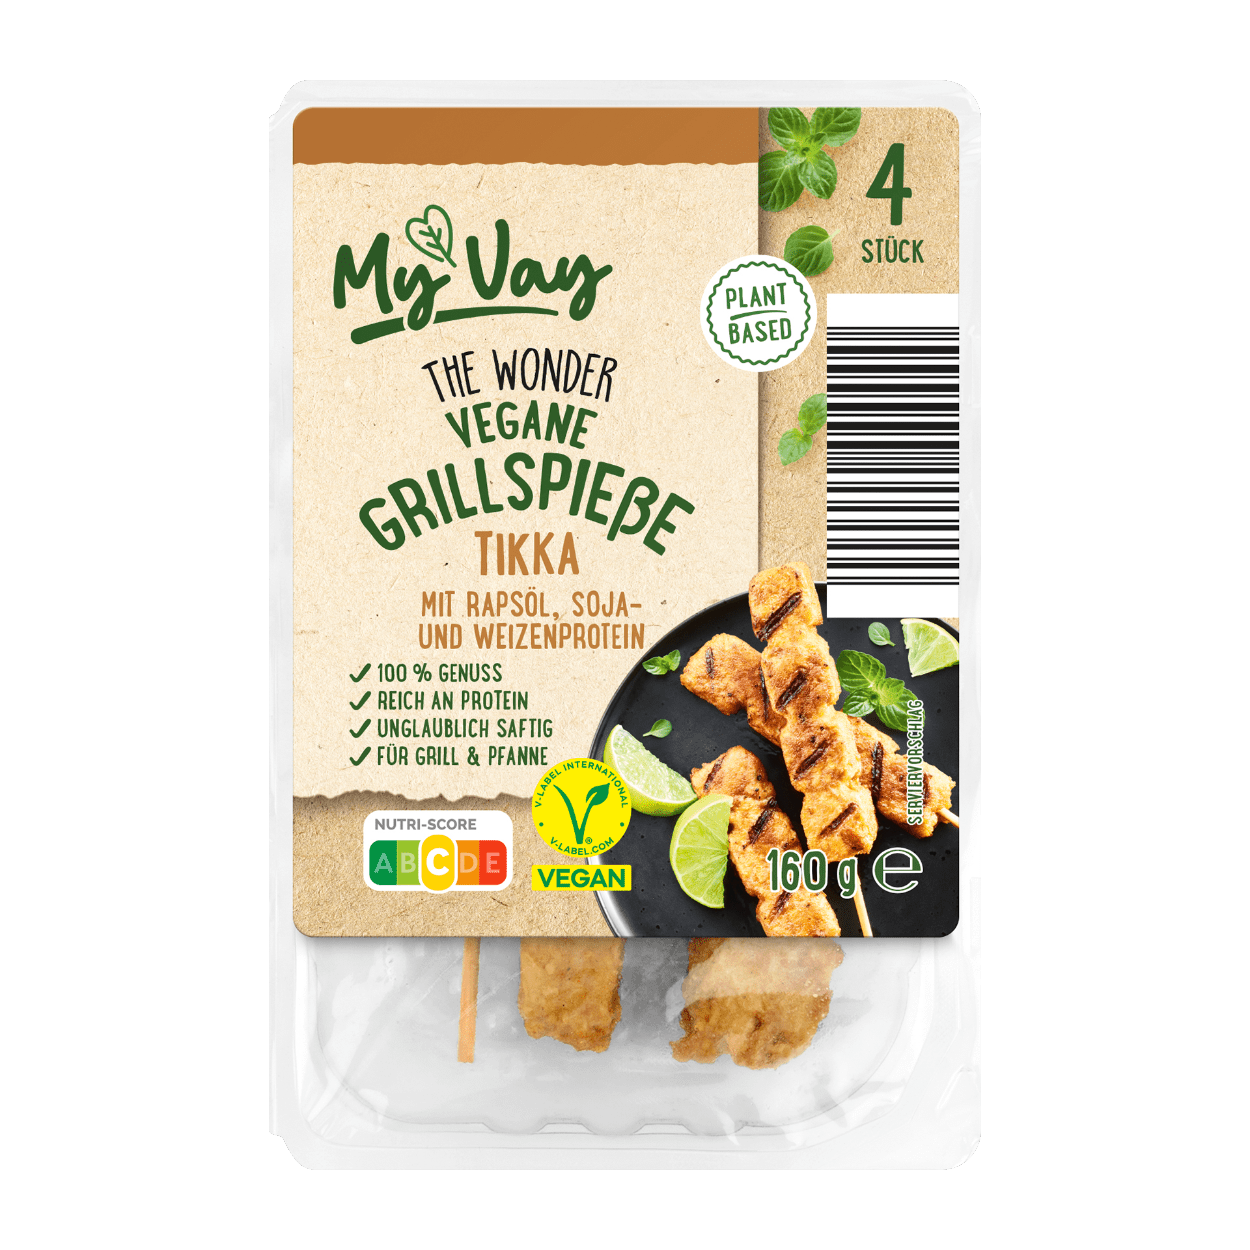 My Vay
THE WONDER
VEGANE
GRILLSPIEßE
TIKKA
MIT RAPSÖL, SOJA-
UND WEIZENPROTEIN
100 % GENUSS
REICH AN PROTEIN
UNGLAUBLICH SAFTIG
FÜR GRILL & PFANNE
NUTRI-SCORE
A B C D E
V-LABEL INTERNATIONAL
®
V-LABEL.COM
VEGAN
4
STÜCK
PLANT
BASED
SERVIERVORSCHLAG
160 g ℮